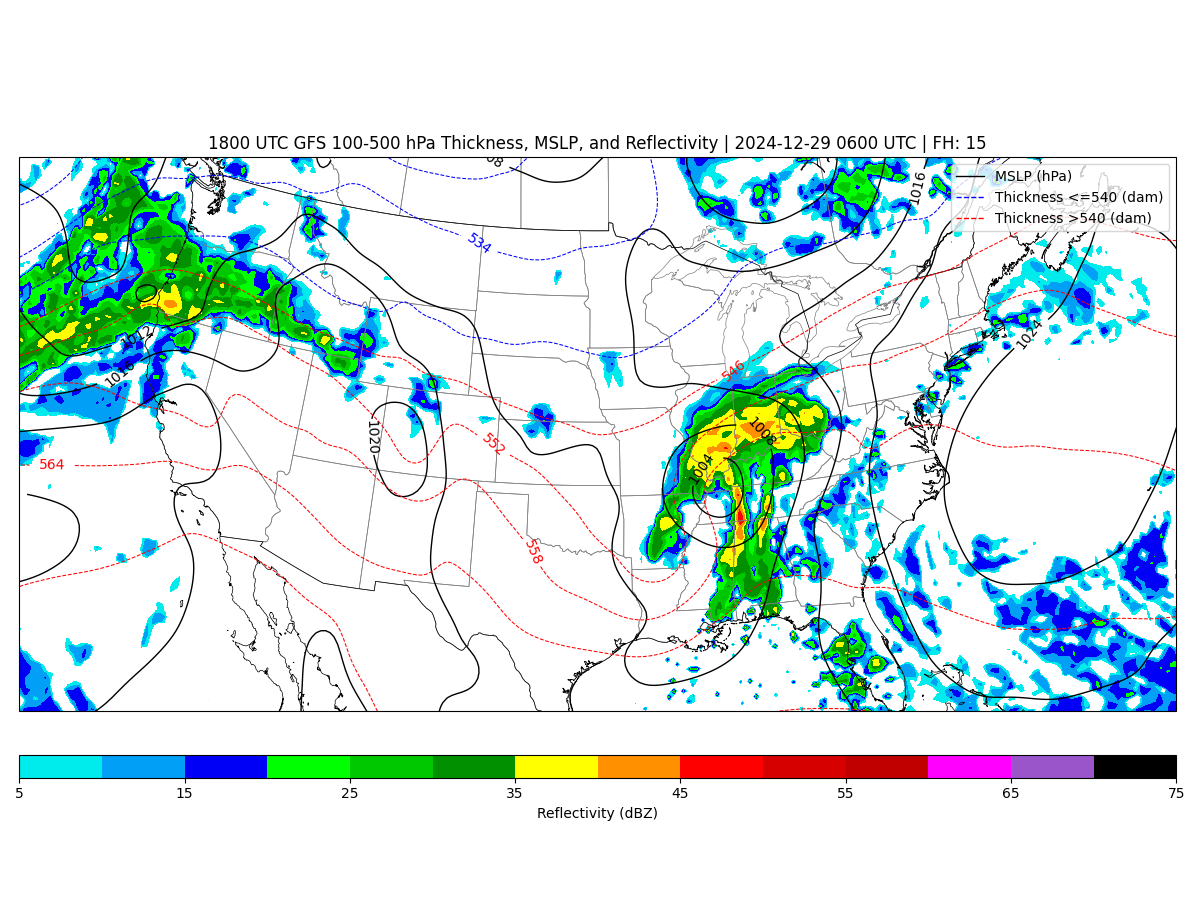 1800 UTC GFS 100-500 hPa Thickness, MSLP, and Reflectivity | 2024-12-29 0600 UTC | FH: 15
MSLP (hPa)
Thickness <=540 (dam)
Thickness >540 (dam)
1016
534
1012
1016
1024
546
1020
552
1008
1004
564
558
5 15 25 35 45 55 65 75
Reflectivity (dBZ)